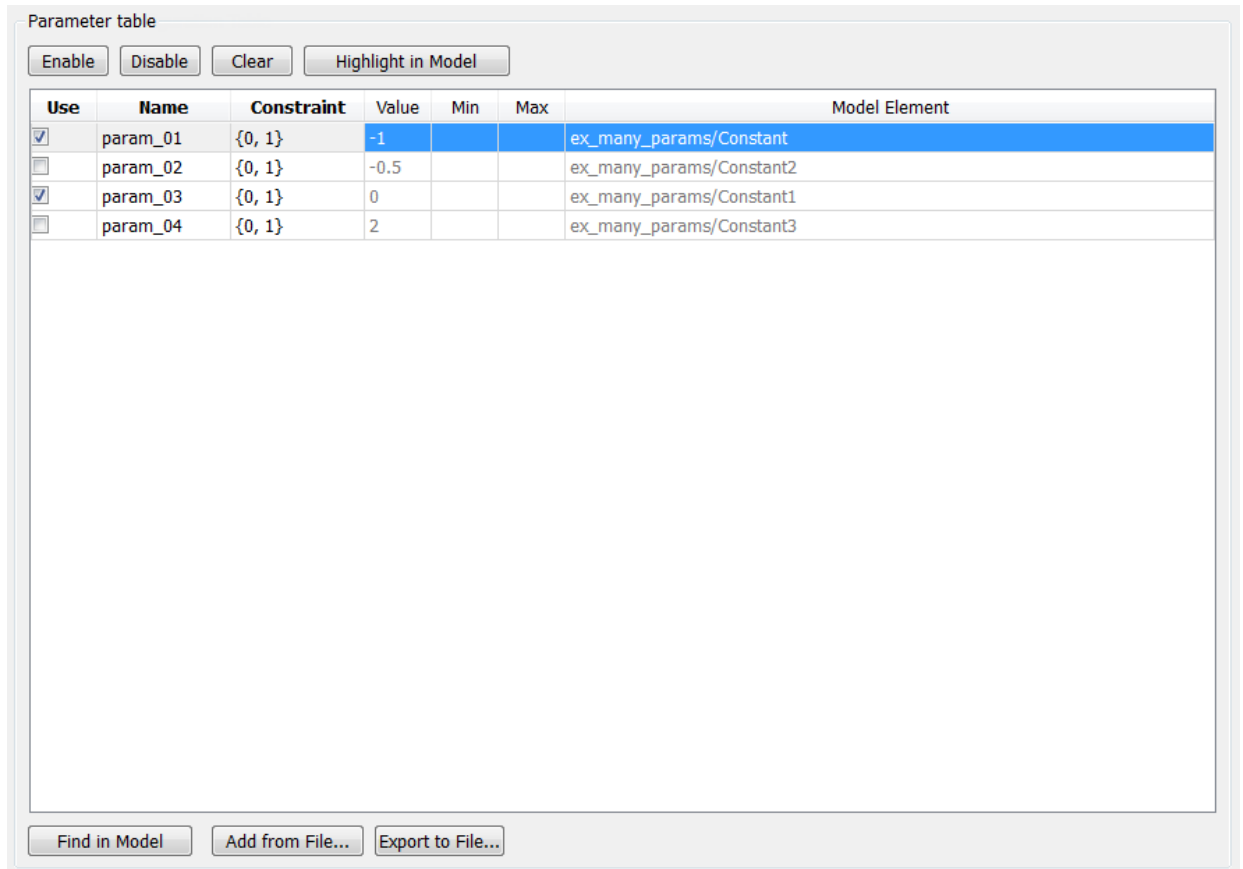 Parameter table
Enable Disable Clear Highlight in Model
Use Name Constraint Value Min Max Model Element
param_01 {0, 1} -1 ex_many_params/Constant
param_02 {0, 1} -0.5 ex_many_params/Constant2
param_03 {0, 1} 0 ex_many_params/Constant1
param_04 {0, 1} 2 ex_many_params/Constant3
Find in Model Add from File... Export to File...